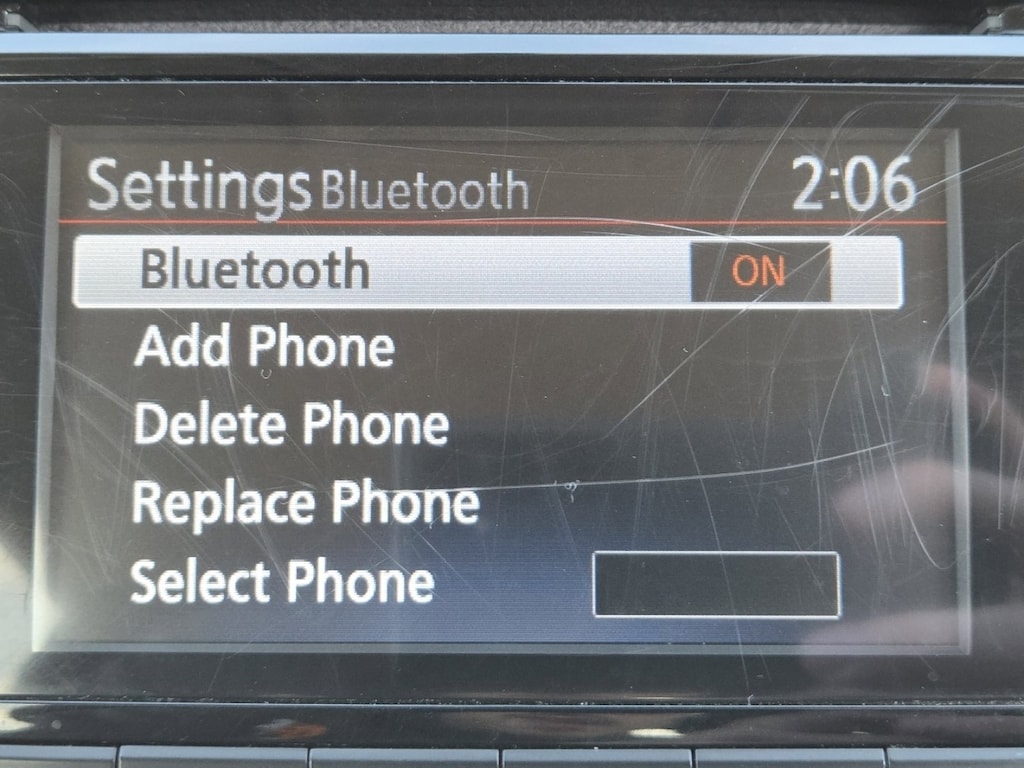 Settings Bluetooth 2:06
Bluetooth ON
Add Phone
Delete Phone
Replace Phone
Select Phone